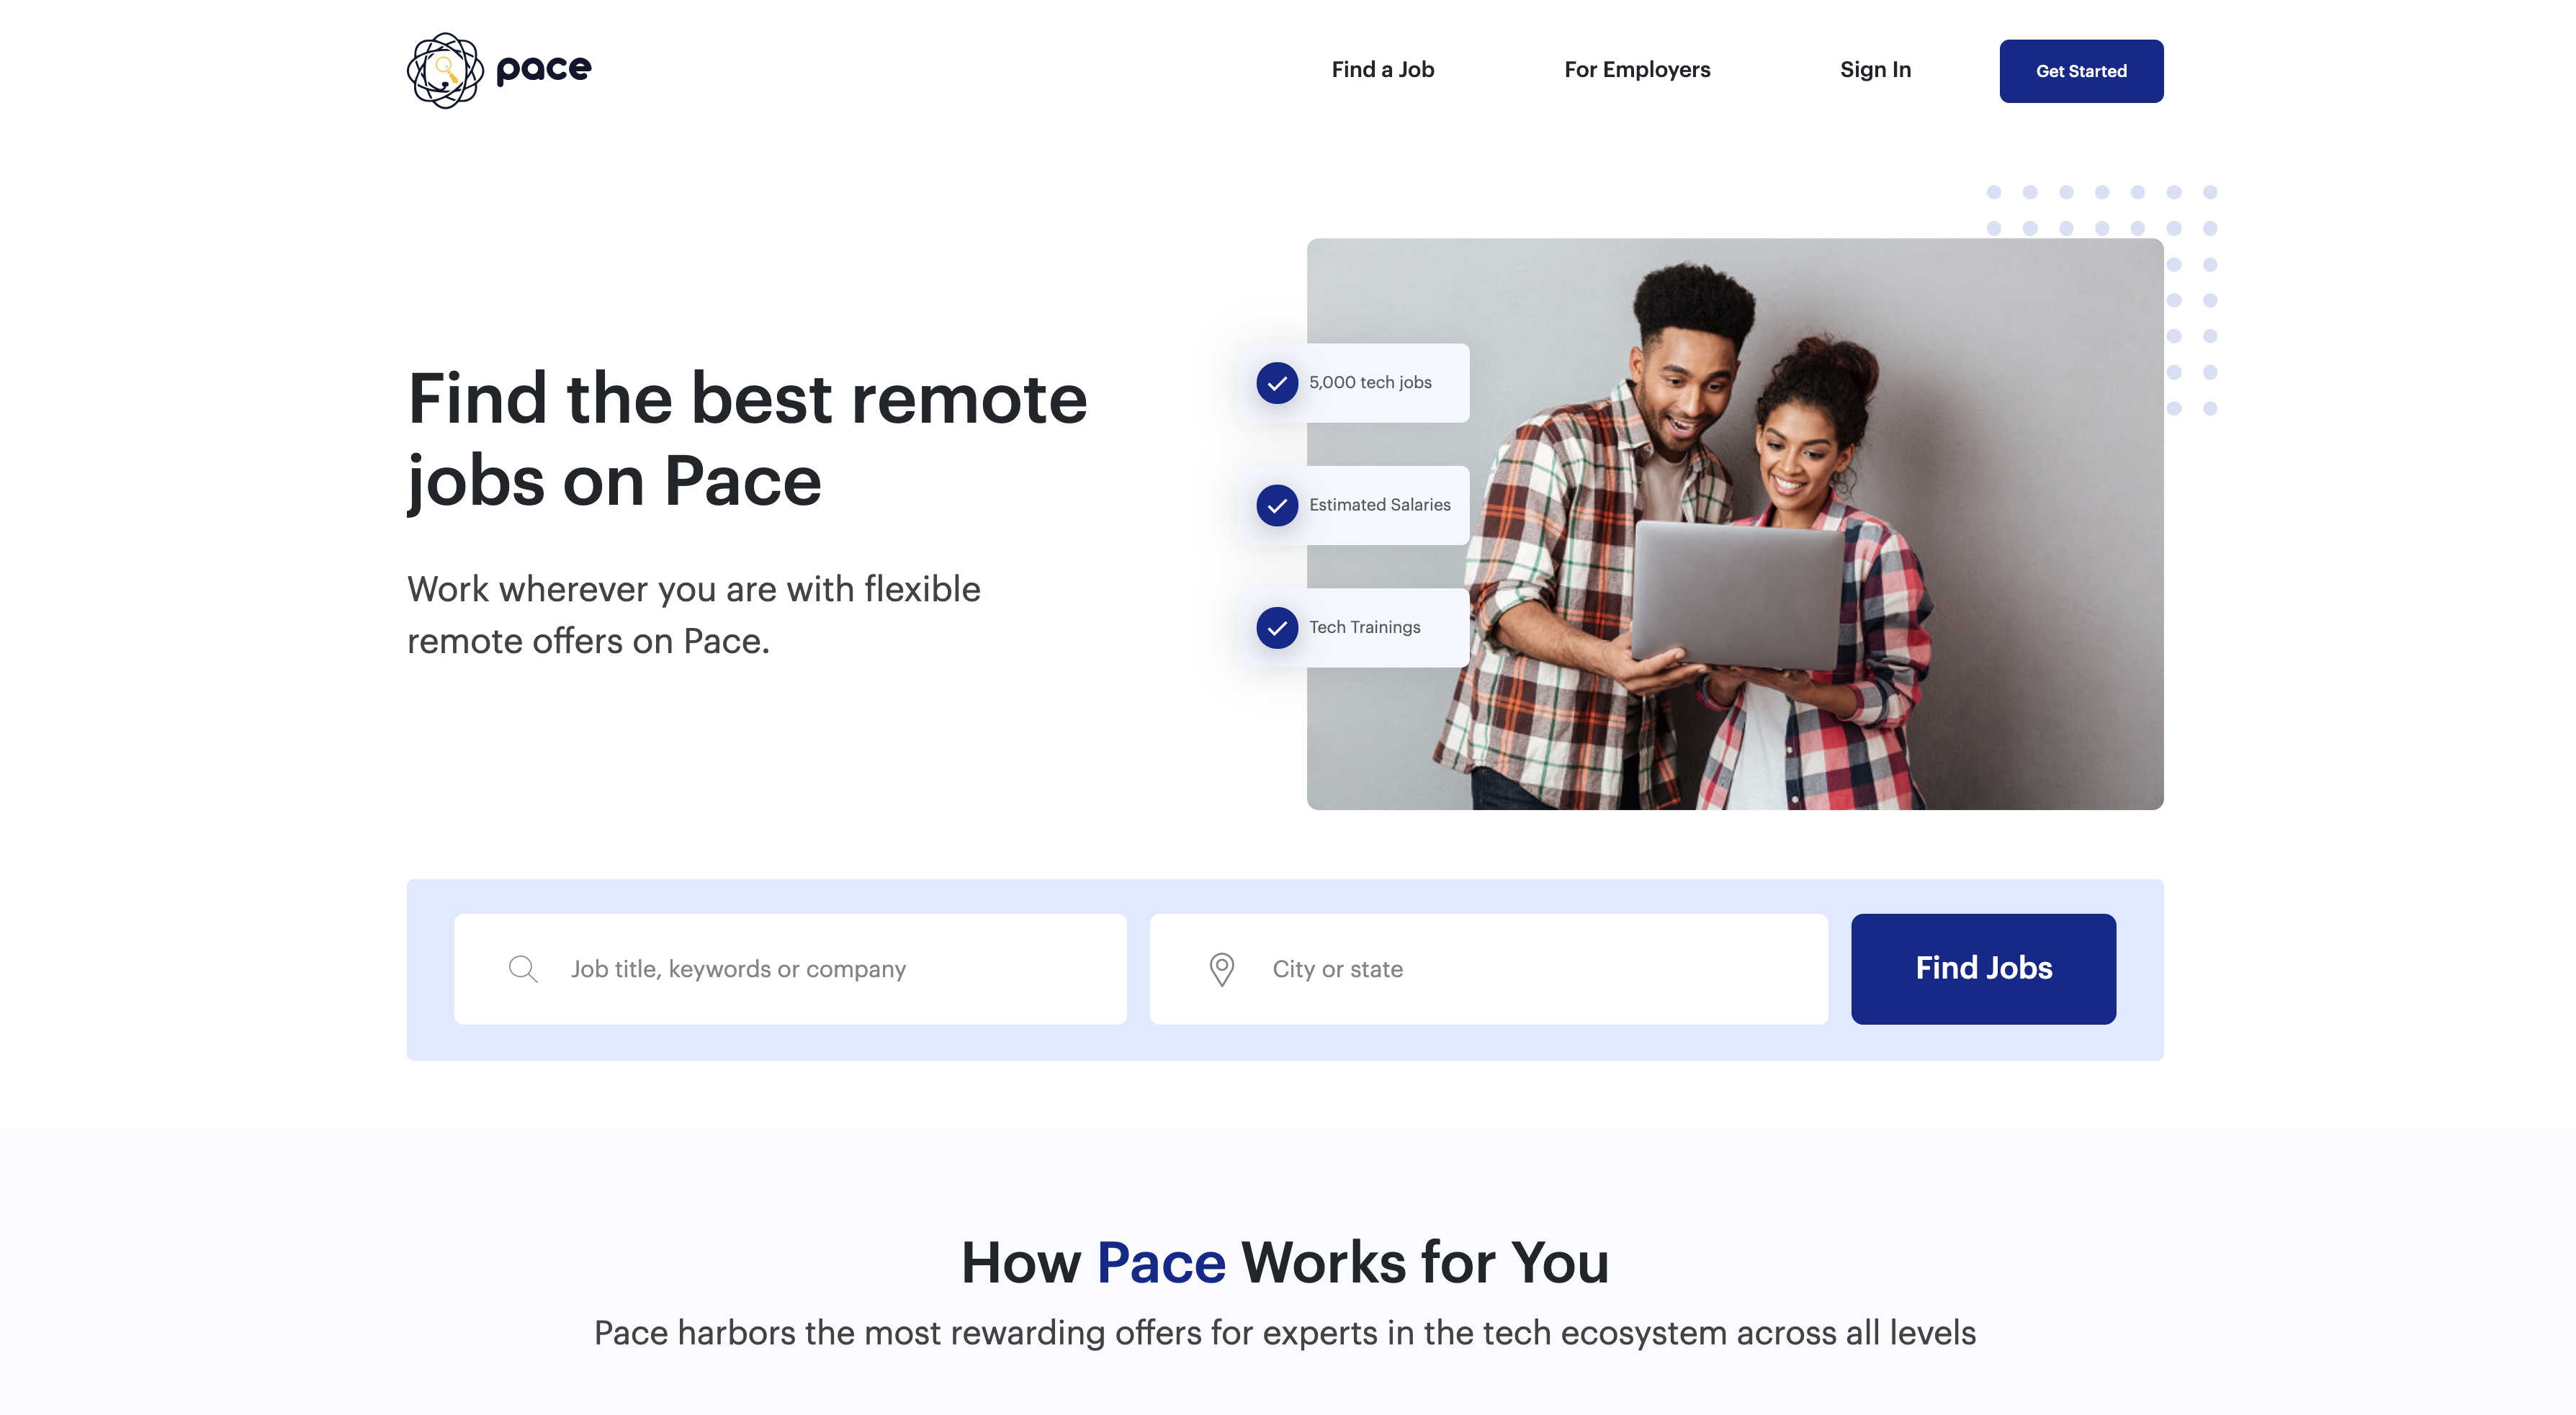 pace
Find a Job
For Employers
Sign In
Get Started
Find the best remote
jobs on Pace
Work wherever you are with flexible
remote offers on Pace.
5,000 tech jobs
Estimated Salaries
Tech Trainings
Job title, keywords or company
City or state
Find Jobs
How Pace Works for You
Pace harbors the most rewarding offers for experts in the tech ecosystem across all levels